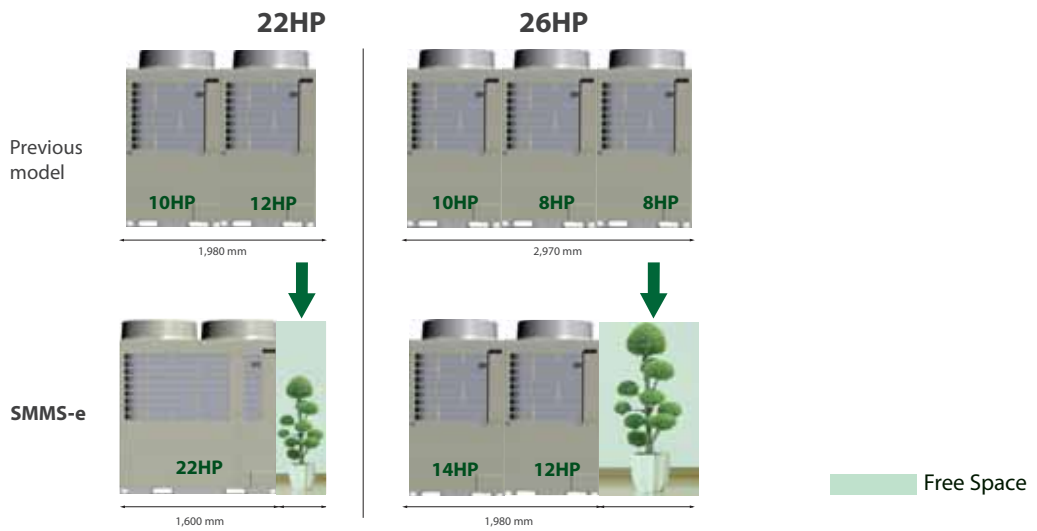 22HP
26HP
Previous
model
10HP
12HP
10HP
8HP
8HP
1,980 mm
2,970 mm
SMMS-e
22HP
14HP
12HP
Free Space
1,600 mm
1,980 mm